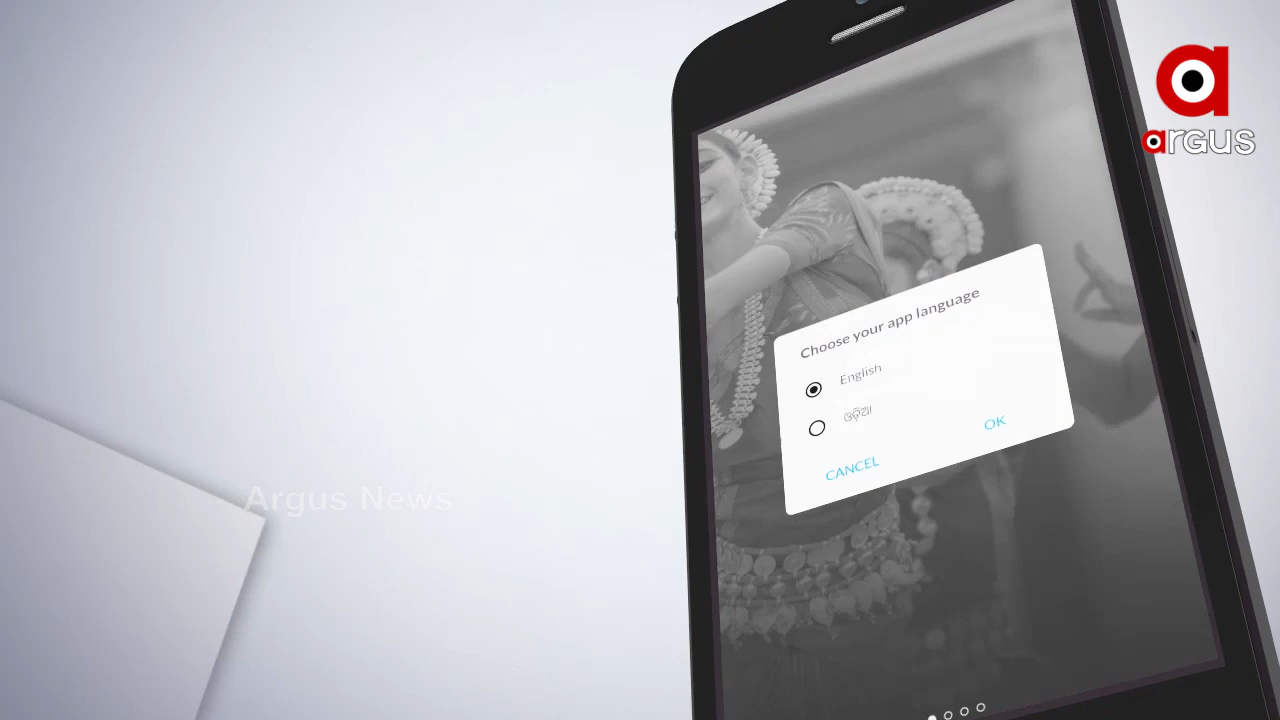 argus
Choose your app language
English
ଓଡ଼ିଆ
CANCEL
OK
Argus News